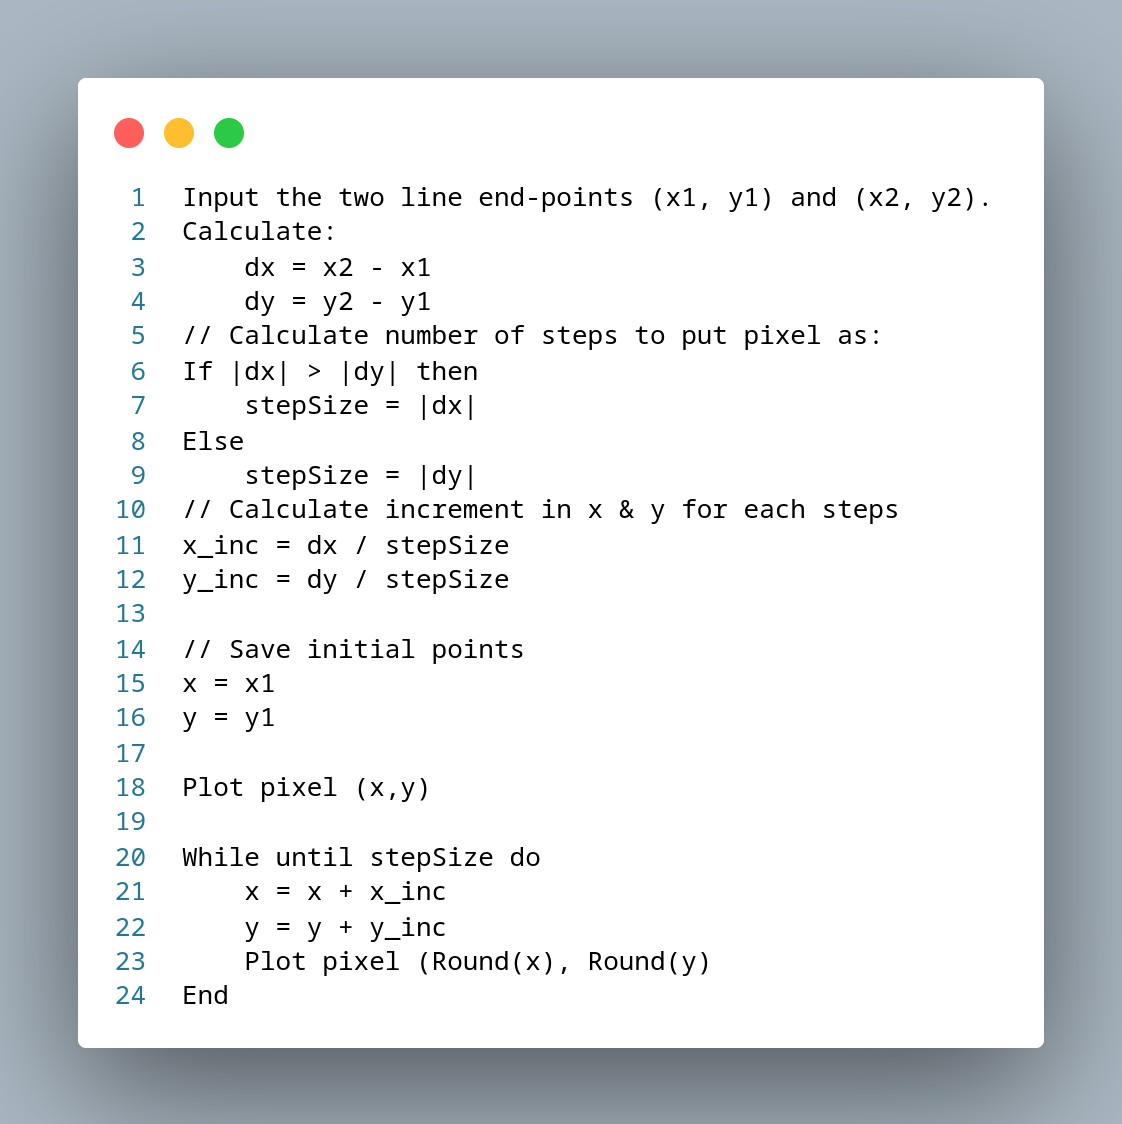 1 Input the two line end-points (x1, y1) and (x2, y2).
2 Calculate:
3     dx = x2 - x1
4     dy = y2 - y1
5 // Calculate number of steps to put pixel as:
6 If |dx| > |dy| then
7     stepSize = |dx|
8 Else
9     stepSize = |dy|
10 // Calculate increment in x & y for each steps
11 x_inc = dx / stepSize
12 y_inc = dy / stepSize
13
14 // Save initial points
15 x = x1
16 y = y1
17
18 Plot pixel (x,y)
19
20 While until stepSize do
21     x = x + x_inc
22     y = y + y_inc
23     Plot pixel (Round(x), Round(y)
24 End